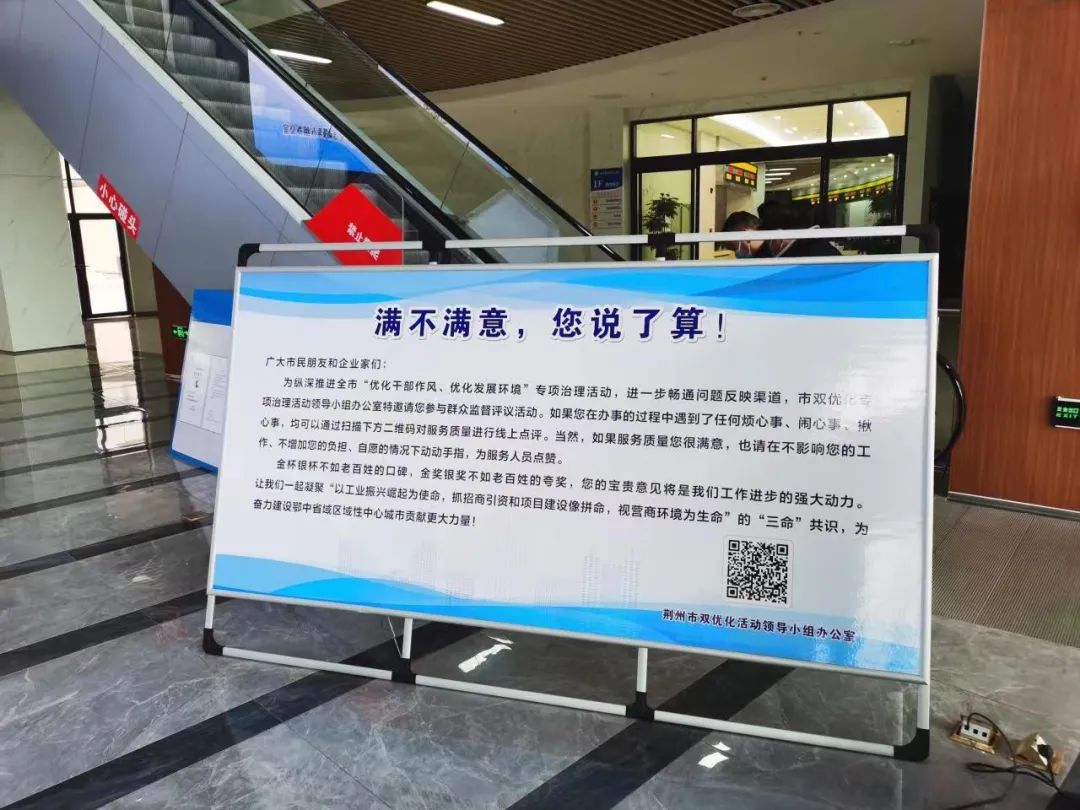 小心碰头
禁止
1F
满不满意，您说了算！
广大市民朋友和企业家们：
为纵深推进全市“优化干部作风、优化发展环境”专项治理活动，进一步畅通问题反映渠道，市双优化专
项治理活动领导小组办公室特邀请您参与群众监督评议活动。如果您在办事的过程中遇到了任何烦心事、闹心事、揪
心事，均可以通过扫描下方二维码对服务质量进行线上点评。当然，如果服务质量您很满意，也请在不影响您的工
作、不增加您的负担、自愿的情况下动动手指，为服务人员点赞。
金杯银杯不如老百姓的口碑，金奖银奖不如老百姓的夸奖，您的宝贵意见将是我们工作进步的强大动力。
让我们一起凝聚“以工业振兴崛起为使命，抓招商引资和项目建设像拼命，视营商环境为生命”的“三命”共识，为
奋力建设鄂中省域区域性中心城市贡献更大力量！
荆州市双优化活动领导小组办公室
EXIT